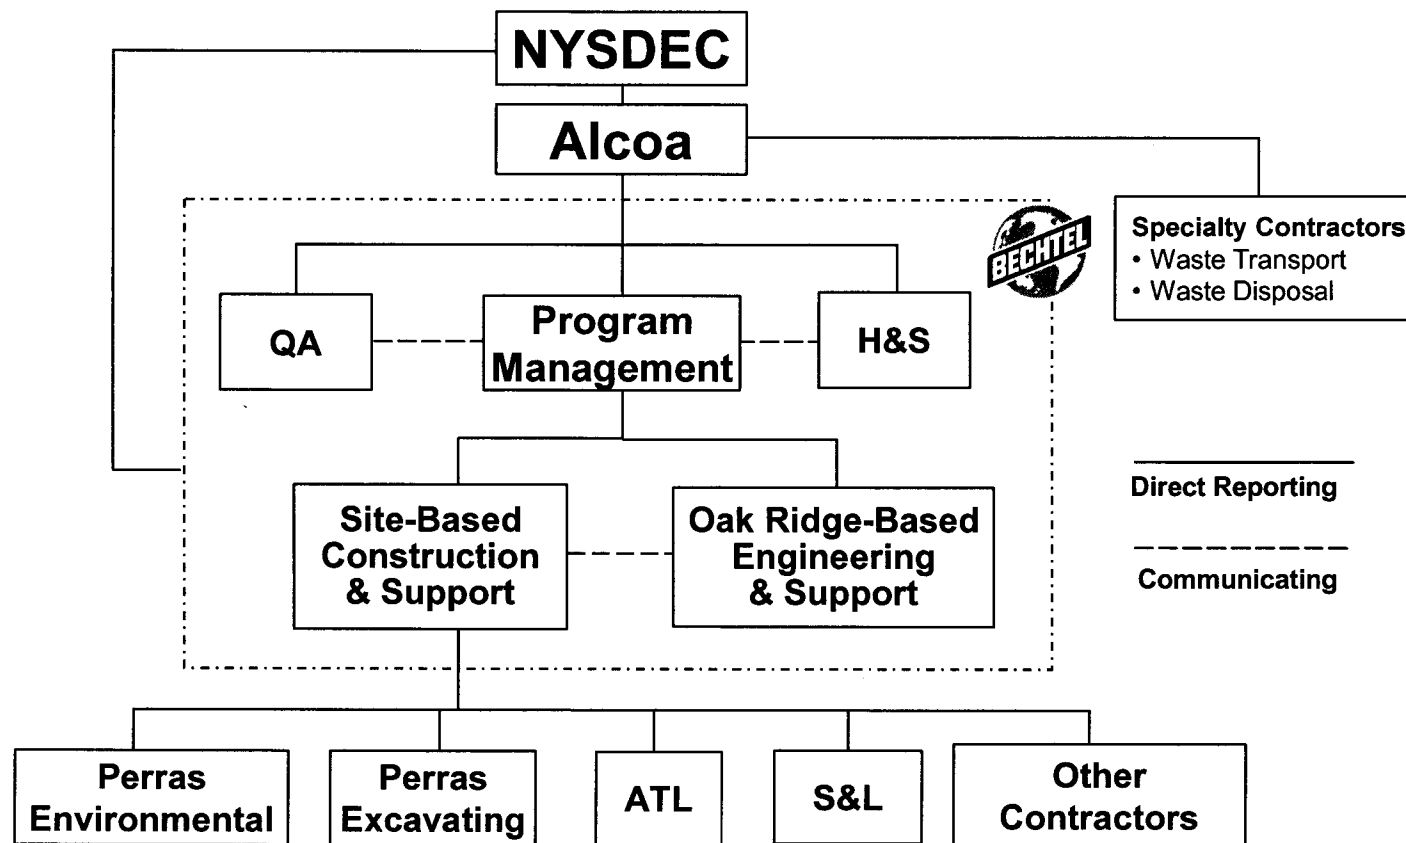 NYSDEC
Alcoa
BECHTEL
Specialty Contractors
• Waste Transport
• Waste Disposal
QA
Program
Management
H&S
Site-Based
Construction
& Support
Oak Ridge-Based
Engineering
& Support
Direct Reporting
Communicating
Perras
Environmental
Perras
Excavating
ATL
S&L
Other
Contractors